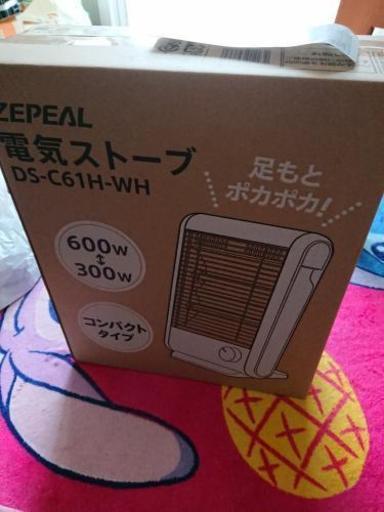 ZEPEAL
電気ストーブ
DS-C61H-WH
足もと
ポカポカ!
600W
↕
300W
コンパクト
タイプ